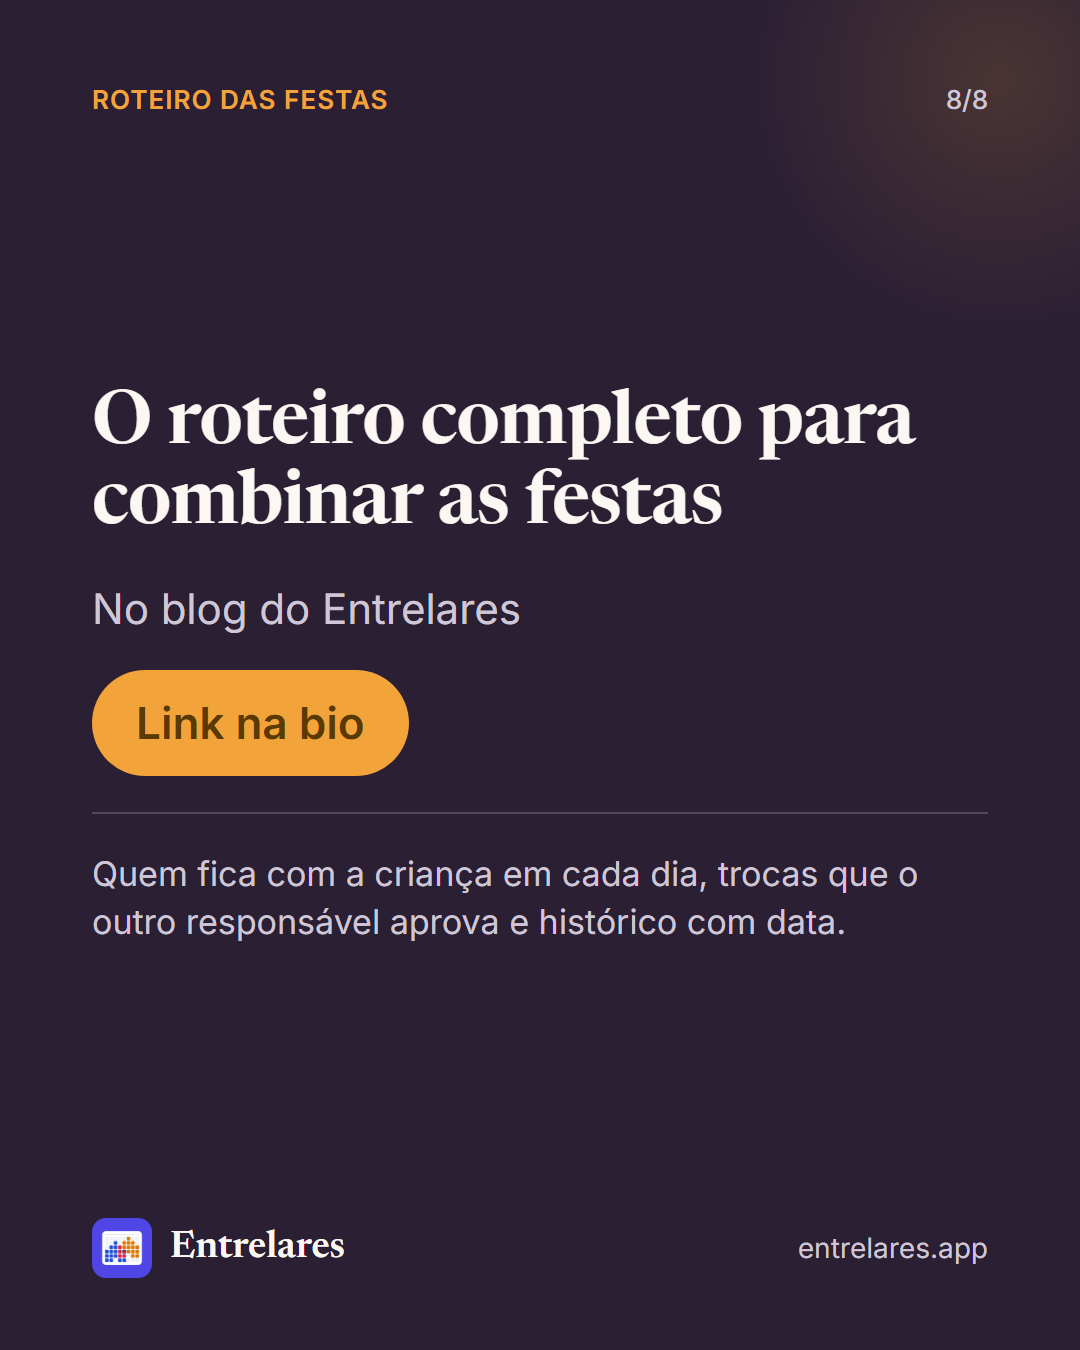 ROTEIRO DAS FESTAS
8/8
O roteiro completo para
combinar as festas
No blog do Entrelares
Link na bio
Quem fica com a criança em cada dia, trocas que o
outro responsável aprova e histórico com data.
Entrelares
entrelares.app